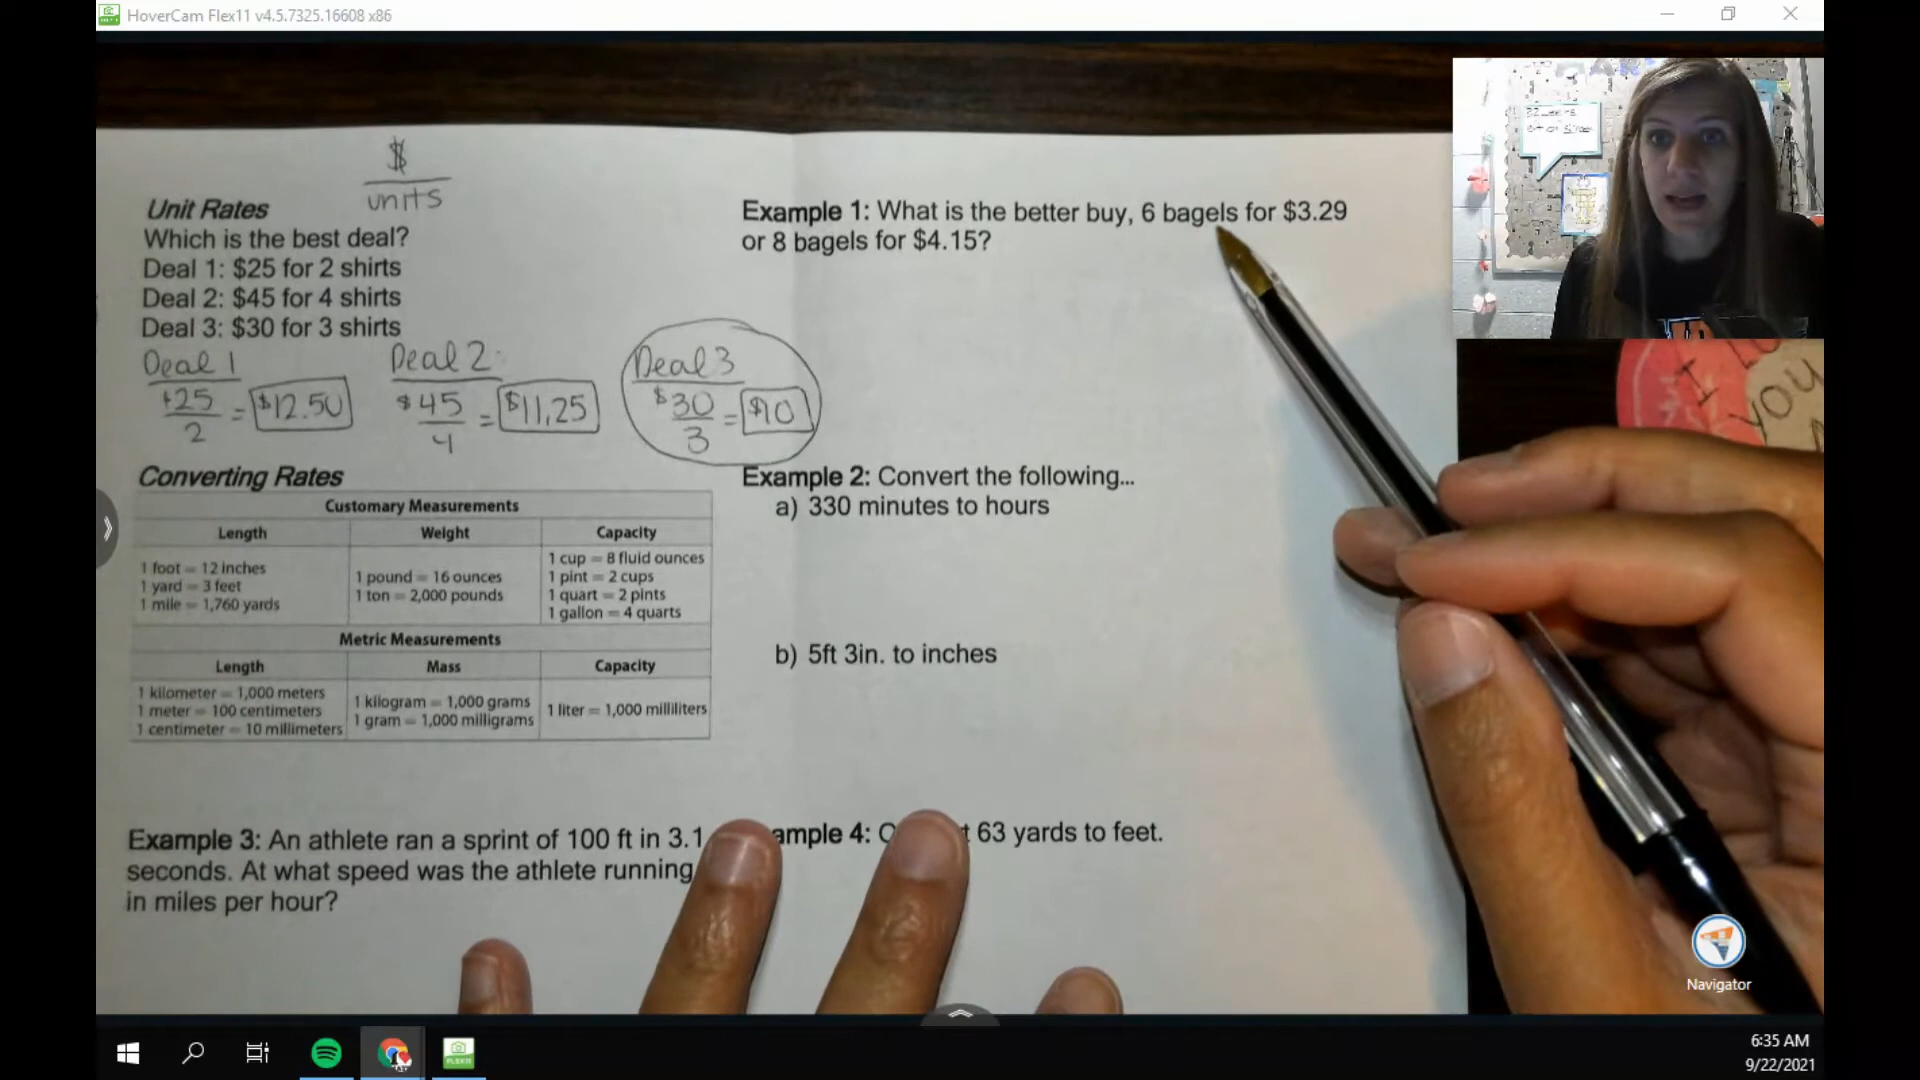 HoverCam Flex11 v4.5.7325.16608 x86
$
units
Unit Rates
Which is the best deal?
Deal 1: $25 for 2 shirts
Deal 2: $45 for 4 shirts
Deal 3: $30 for 3 shirts
Deal 1
$25
2
= $12.50
Deal 2:
$45
4
= $11.25
Deal 3
$30
3
= $10
Example 1: What is the better buy, 6 bagels for $3.29
or 8 bagels for $4.15?
Converting Rates
Customary Measurements
Length Weight Capacity
1 foot = 12 inches
1 yard = 3 feet
1 mile = 1,760 yards
1 pound = 16 ounces
1 ton = 2,000 pounds
1 cup = 8 fluid ounces
1 pint = 2 cups
1 quart = 2 pints
1 gallon = 4 quarts
Metric Measurements
Length Mass Capacity
1 kilometer = 1,000 meters
1 meter = 100 centimeters
1 centimeter = 10 millimeters
1 kilogram = 1,000 grams
1 gram = 1,000 milligrams
1 liter = 1,000 milliliters
Example 2: Convert the following...
a) 330 minutes to hours
b) 5ft 3in. to inches
Example 3: An athlete ran a sprint of 100 ft in 3.1
seconds. At what speed was the athlete running
in miles per hour?
ample 4: 63 yards to feet.
I
you
Navigator
6:35 AM
9/22/2021